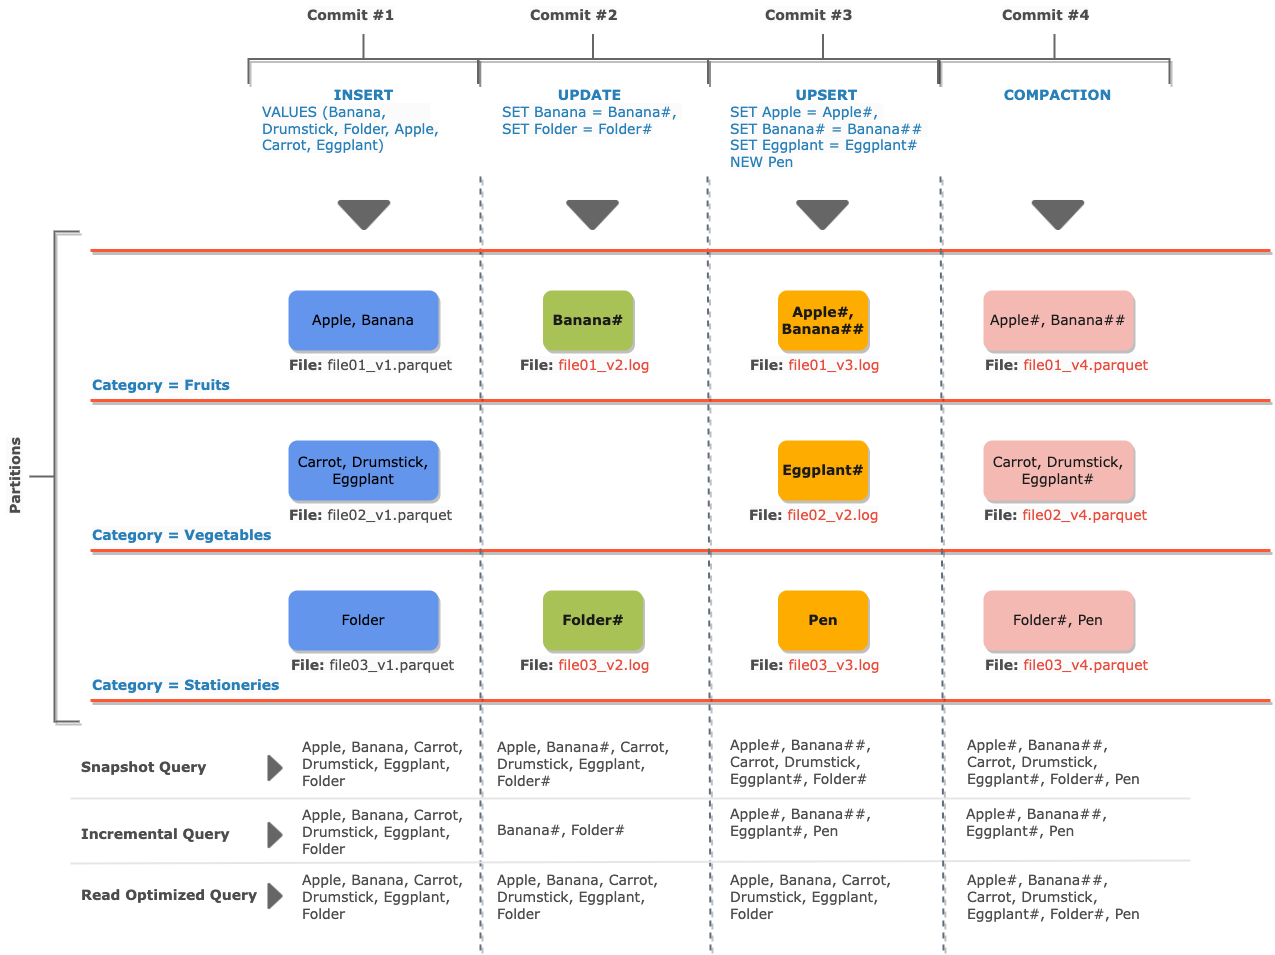 Commit #1
Commit #2
Commit #3
Commit #4
INSERT
VALUES (Banana,
Drumstick, Folder, Apple,
Carrot, Eggplant)
UPDATE
SET Banana = Banana#,
SET Folder = Folder#
UPSERT
SET Apple = Apple#,
SET Banana# = Banana##
SET Eggplant = Eggplant#
NEW Pen
COMPACTION
Partitions
Apple, Banana
File: file01_v1.parquet
Banana#
File: file01_v2.log
Apple#,
Banana##
File: file01_v3.log
Apple#, Banana##
File: file01_v4.parquet
Category = Fruits
Carrot, Drumstick,
Eggplant
File: file02_v1.parquet
Eggplant#
File: file02_v2.log
Carrot, Drumstick,
Eggplant#
File: file02_v4.parquet
Category = Vegetables
Folder
File: file03_v1.parquet
Folder#
File: file03_v2.log
Pen
File: file03_v3.log
Folder#, Pen
File: file03_v4.parquet
Category = Stationeries
Snapshot Query
Apple, Banana, Carrot,
Drumstick, Eggplant,
Folder
Apple, Banana#, Carrot,
Drumstick, Eggplant,
Folder#
Apple#, Banana##,
Carrot, Drumstick,
Eggplant#, Folder#
Apple#, Banana##,
Carrot, Drumstick,
Eggplant#, Folder#, Pen
Incremental Query
Apple, Banana, Carrot,
Drumstick, Eggplant,
Folder
Banana#, Folder#
Apple#, Banana##,
Eggplant#, Pen
Apple#, Banana##,
Eggplant#, Pen
Read Optimized Query
Apple, Banana, Carrot,
Drumstick, Eggplant,
Folder
Apple, Banana, Carrot,
Drumstick, Eggplant,
Folder
Apple, Banana, Carrot,
Drumstick, Eggplant,
Folder
Apple#, Banana##,
Carrot, Drumstick,
Eggplant#, Folder#, Pen